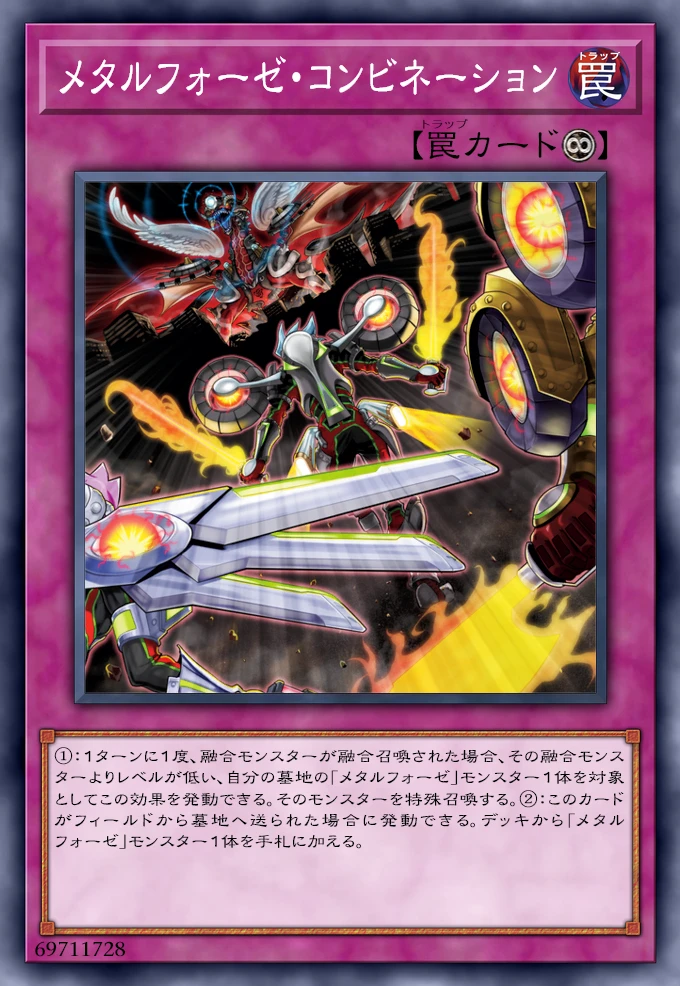 メタルフォーゼ・コンビネーション
トラップ
罠
トラップ
【罠カード】
①:1ターンに1度、融合モンスターが融合召喚された場合、その融合モンス
ターよりレベルが低い、自分の墓地の「メタルフォーゼ」モンスター1体を対象
としてこの効果を発動できる。そのモンスターを特殊召喚する。②:このカード
がフィールドから墓地へ送られた場合に発動できる。デッキから「メタル
フォーゼ」モンスター1体を手札に加える。
69711728